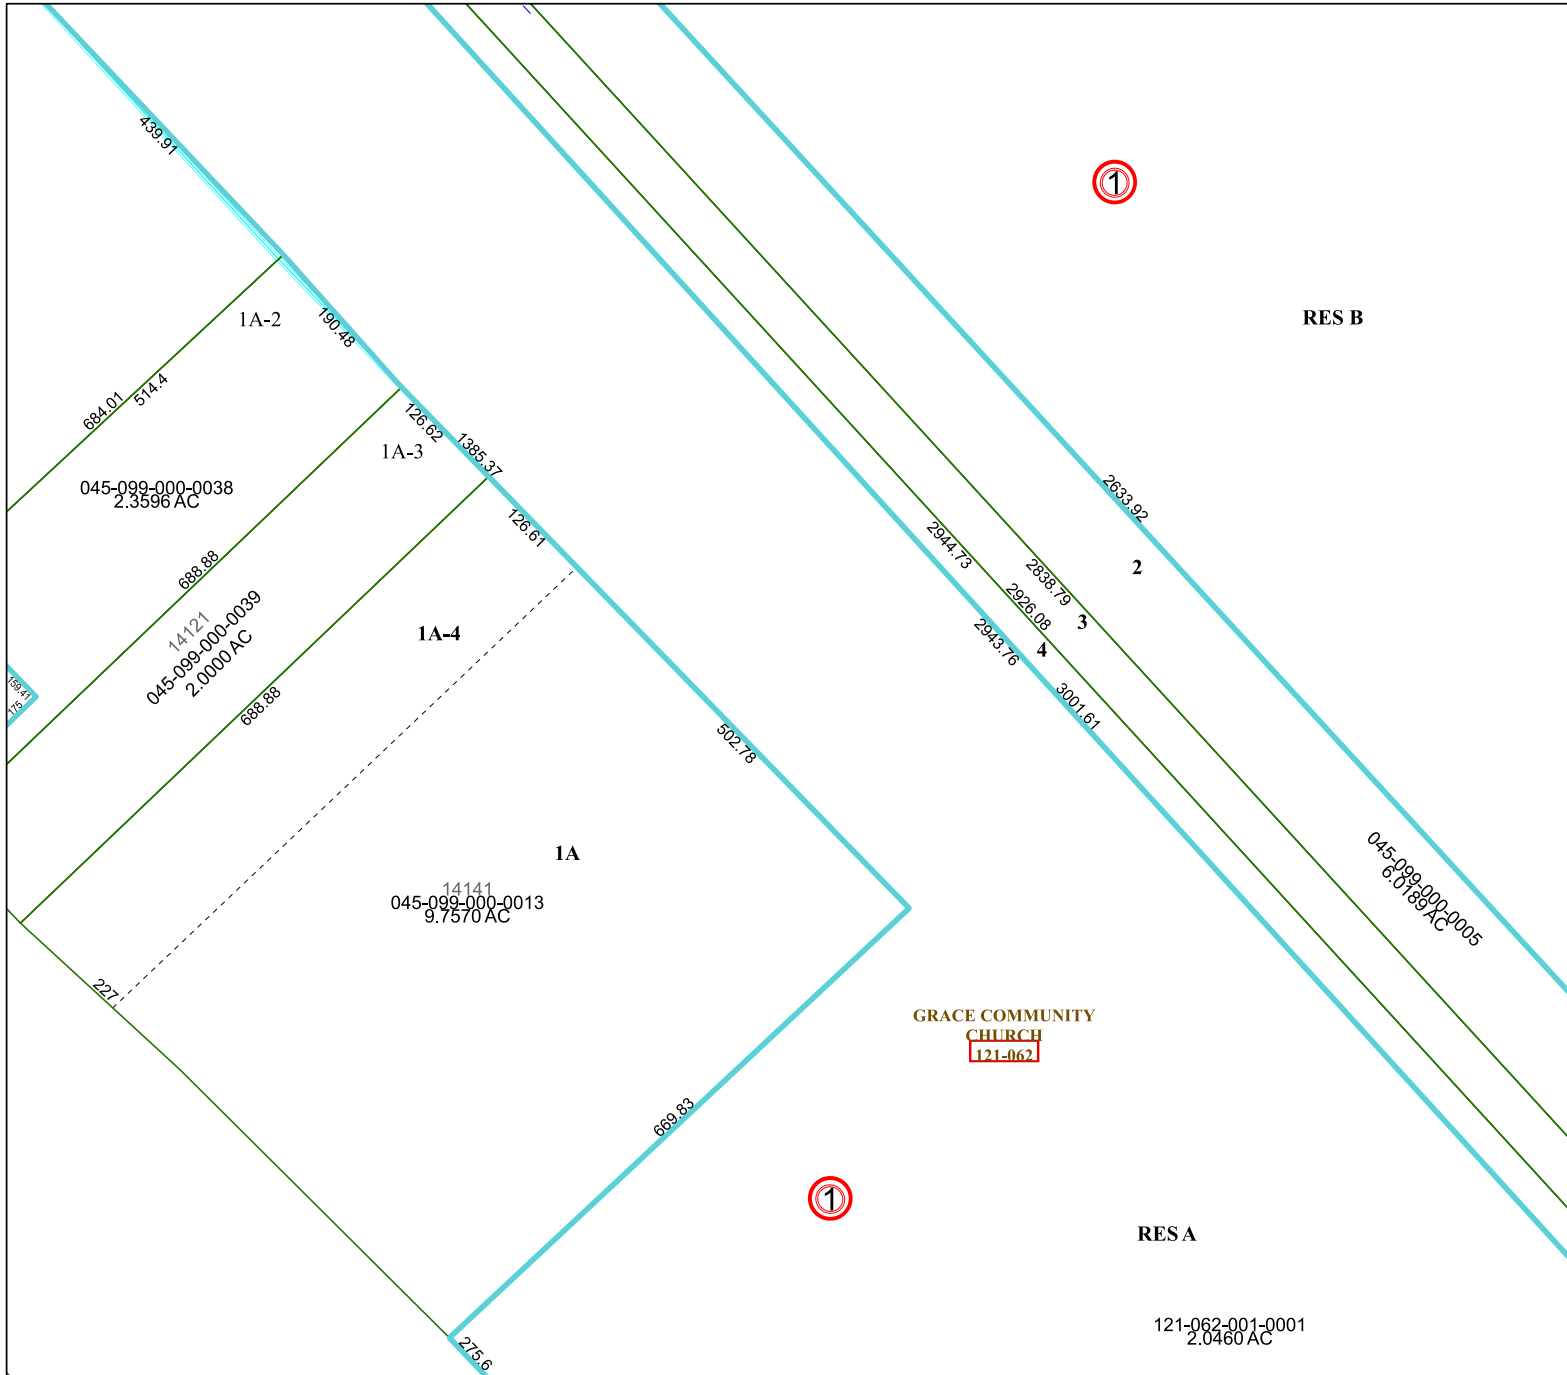 439.91
1
RES B
1A-2
190.48
684.01
514.4
126.62
1385.37
1A-3
045-099-000-0038
2.3596 AC
126.61
2633.92
2944.73
2838.79
2
2926.08
3
2943.76
4
688.88
14121
045-099-000-0039
2.0000 AC
1A-4
159.41
175
688.88
3001.61
502.78
1A
14141
045-099-000-0013
9.7570 AC
045-099-000-0005
6.0189 AC
227
GRACE COMMUNITY
CHURCH
121-062
669.83
1
RES A
121-062-001-0001
2.0460 AC
275.6